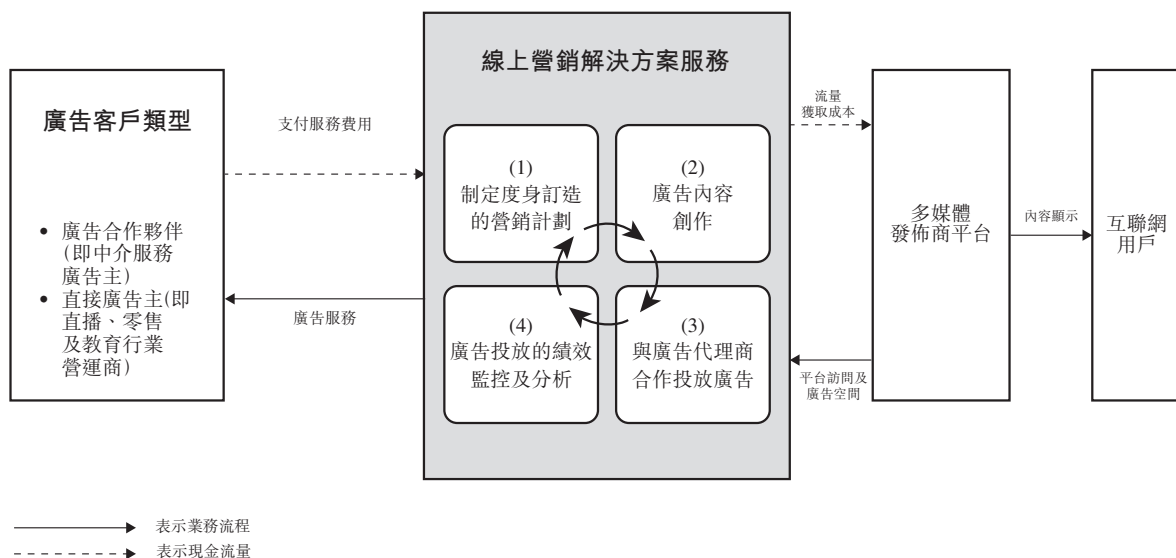 線上營銷解決方案服務
廣告客戶類型
• 廣告合作夥伴
(即中介服務
廣告主)
• 直接廣告主(即
直播、零售
及教育行業
營運商)
支付服務費用
廣告服務
(1)
制定度身訂造
的營銷計劃
(2)
廣告內容
創作
(4)
廣告投放的績效
監控及分析
(3)
與廣告代理商
合作投放廣告
流量
獲取成本
平台訪問及
廣告空間
多媒體
發佈商平台
內容顯示
互聯網
用戶
表示業務流程
表示現金流量